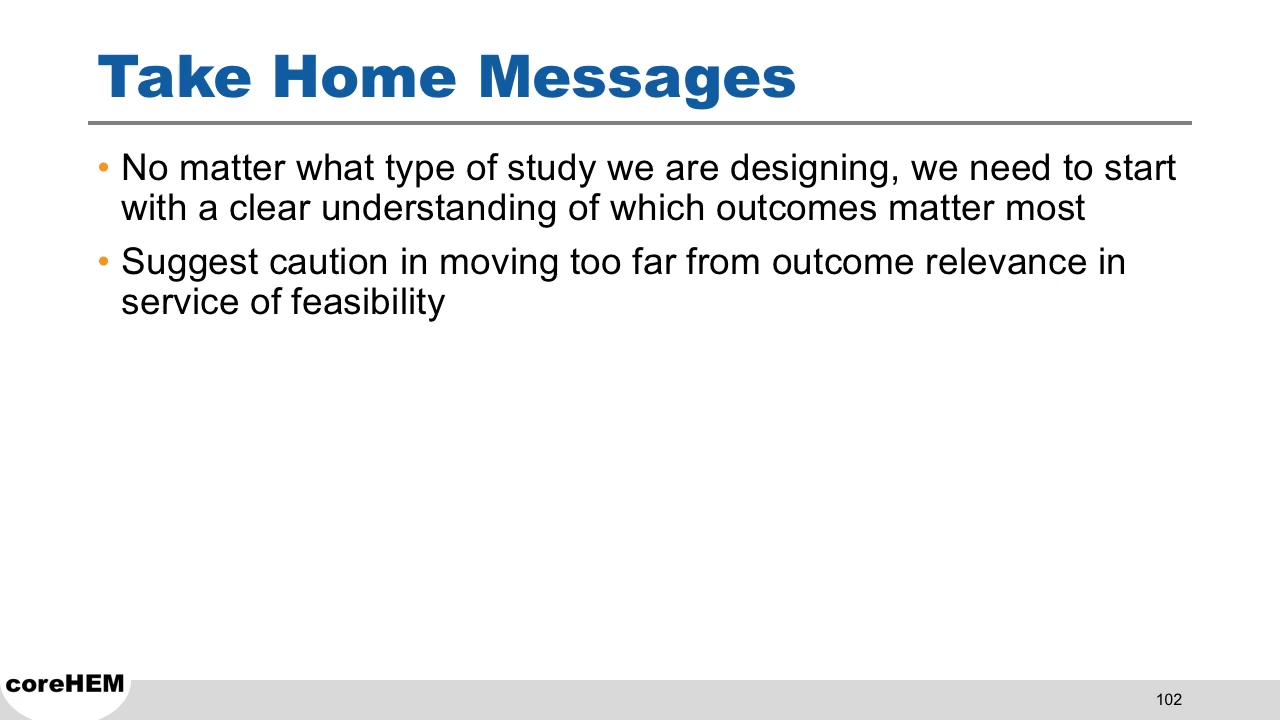 Take Home Messages
• No matter what type of study we are designing, we need to start
with a clear understanding of which outcomes matter most
• Suggest caution in moving too far from outcome relevance in
service of feasibility
coreHEM
102